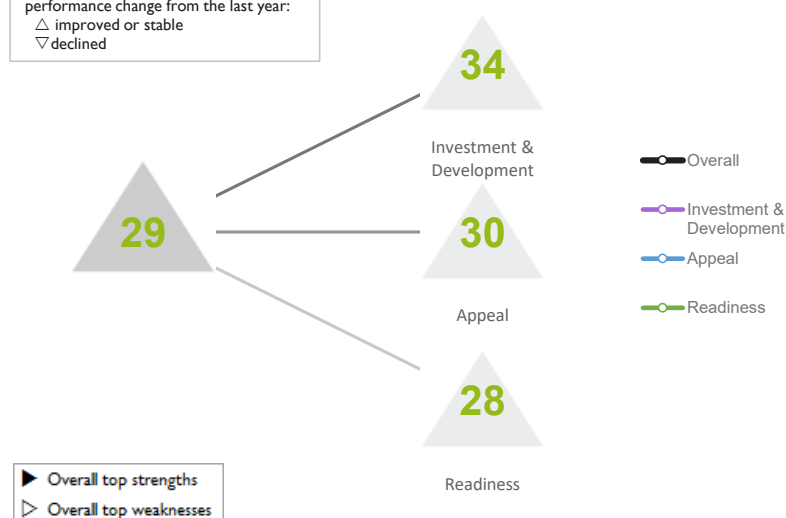 performance change from the last year:
△ improved or stable
▽ declined
34
Investment &
Development
29
30
Appeal
28
Readiness
Overall
Investment &
Development
Appeal
Readiness
▶ Overall top strengths
▷ Overall top weaknesses